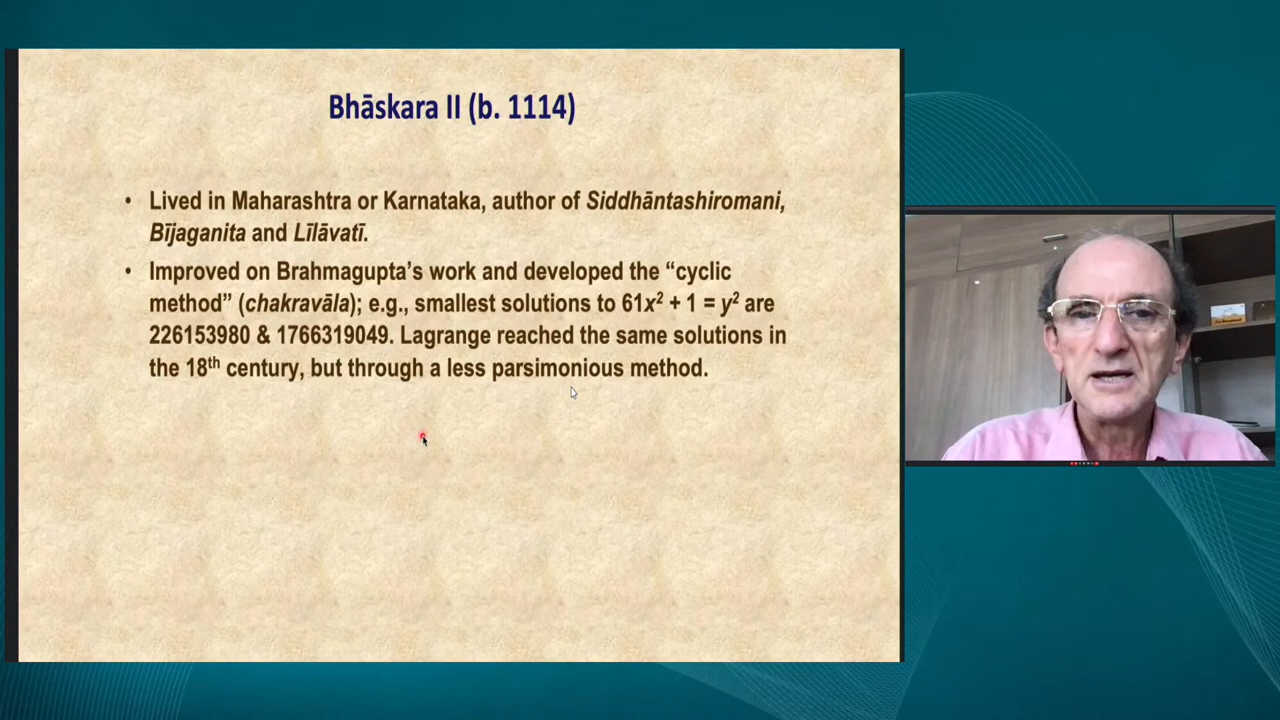 Bhāskara II (b. 1114)
• Lived in Maharashtra or Karnataka, author of Siddhāntashiromani,
Bījaganita and Līlāvatī.
• Improved on Brahmagupta’s work and developed the “cyclic
method” (chakravāla); e.g., smallest solutions to 61x² + 1 = y² are
226153980 & 1766319049. Lagrange reached the same solutions in
the 18th century, but through a less parsimonious method.